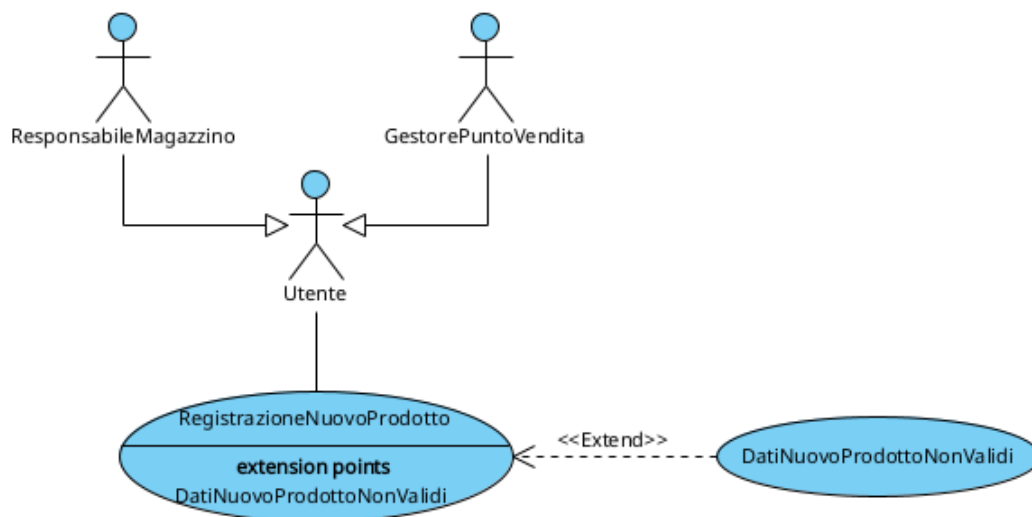 ResponsabileMagazzino
GestorePuntoVendita
Utente
RegistrazioneNuovoProdotto
extension points
DatiNuovoProdottoNonValidi
<<Extend>>
DatiNuovoProdottoNonValidi